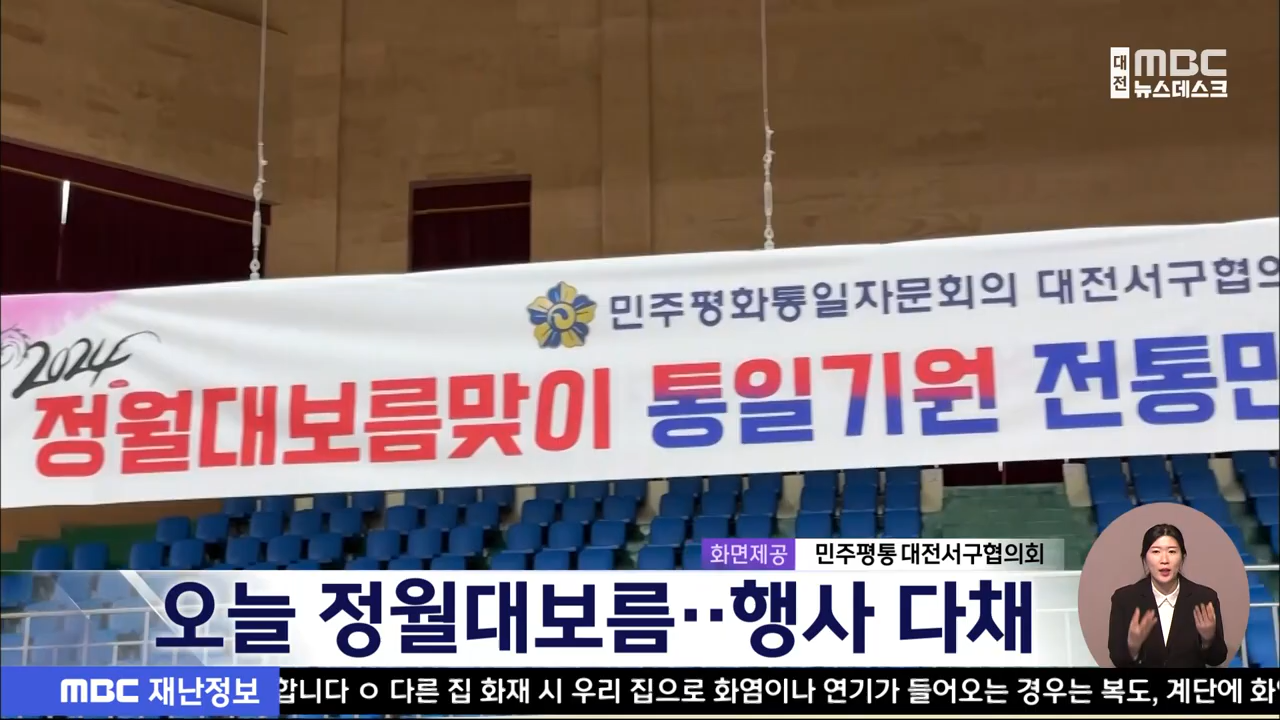 대전 MBC
뉴스데스크
민주평화통일자문회의 대전서구협의
2024
정월대보름맞이 통일기원 전통민
화면제공 민주평통 대전서구협의회
오늘 정월대보름··행사 다채
MBC 재난정보 합니다 ㅇ 다른 집 화재 시 우리 집으로 화염이나 연기가 들어오는 경우는 복도, 계단에 화